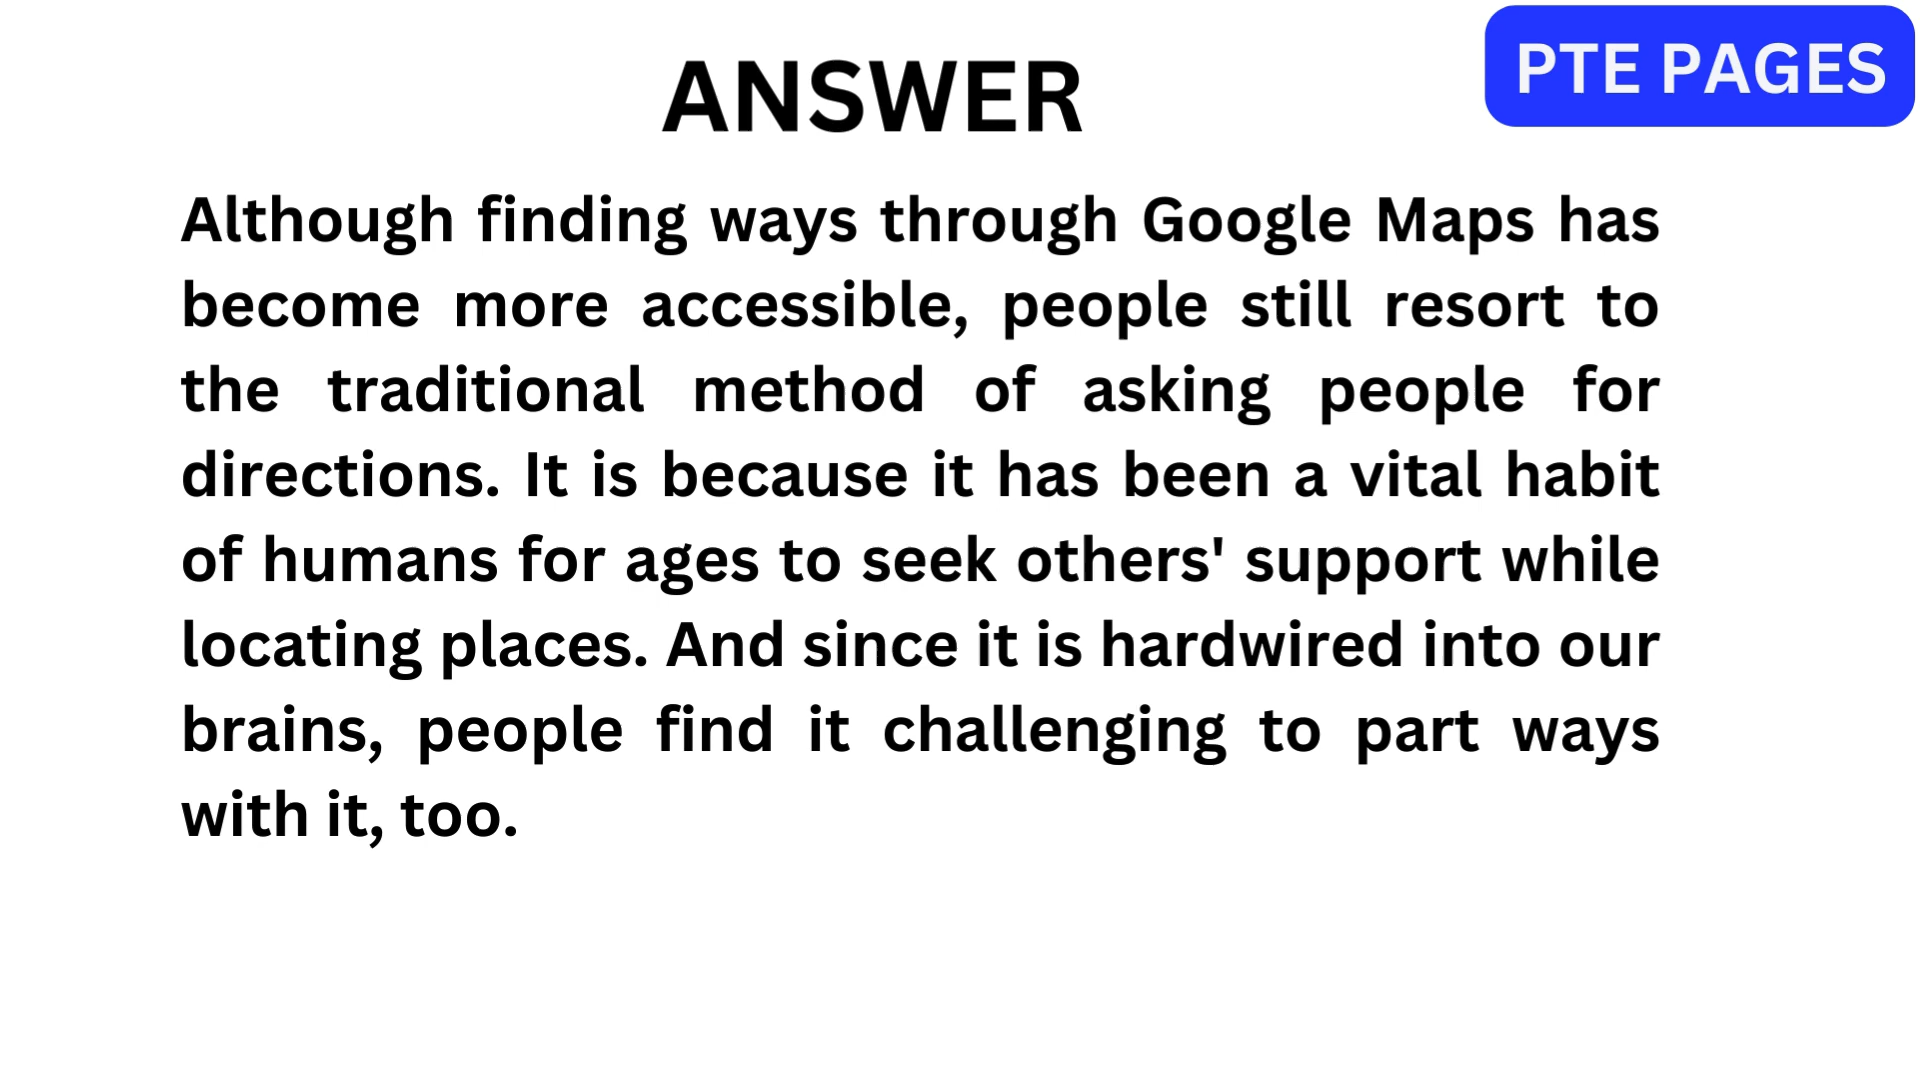 PTE PAGES
ANSWER
Although finding ways through Google Maps has
become more accessible, people still resort to
the traditional method of asking people for
directions. It is because it has been a vital habit
of humans for ages to seek others' support while
locating places. And since it is hardwired into our
brains, people find it challenging to part ways
with it, too.